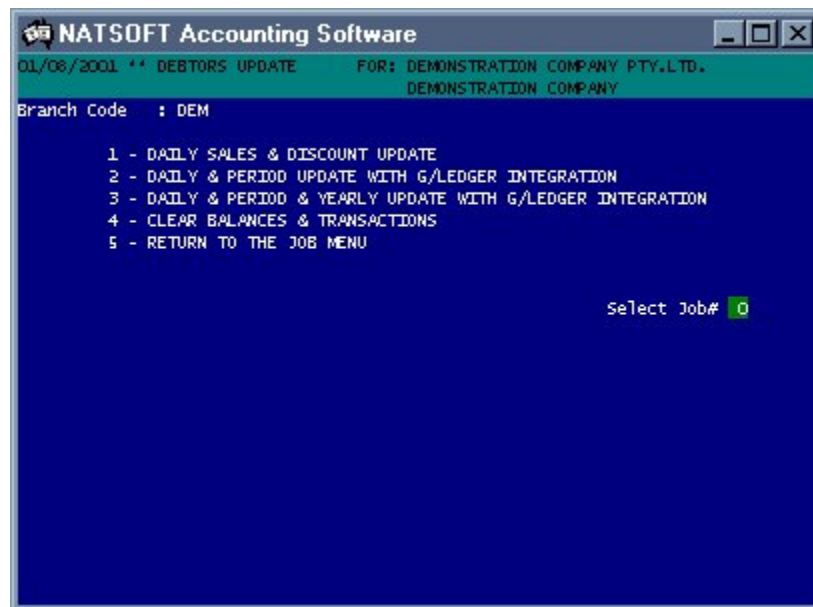 NATSOFT Accounting Software
01/08/2001 '' DEBTORS UPDATE FOR: DEMONSTRATION COMPANY PTY.LTD.
DEMONSTRATION COMPANY
Branch Code : DEM
1 - DAILY SALES & DISCOUNT UPDATE
2 - DAILY & PERIOD UPDATE WITH G/LEDGER INTEGRATION
3 - DAILY & PERIOD & YEARLY UPDATE WITH G/LEDGER INTEGRATION
4 - CLEAR BALANCES & TRANSACTIONS
5 - RETURN TO THE JOB MENU
Select Job# 0